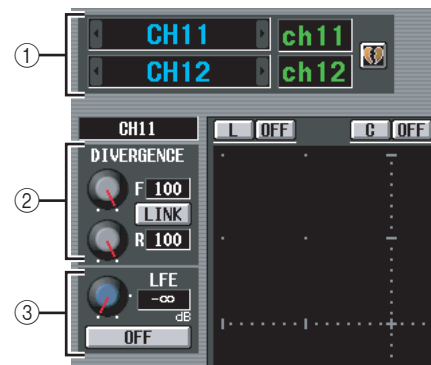 ① CH11 ch11
CH12 ch12
CH11 L OFF C OFF
② DIVERGENCE
F 100
LINK
R 100
③ LFE
-∞
dB
OFF